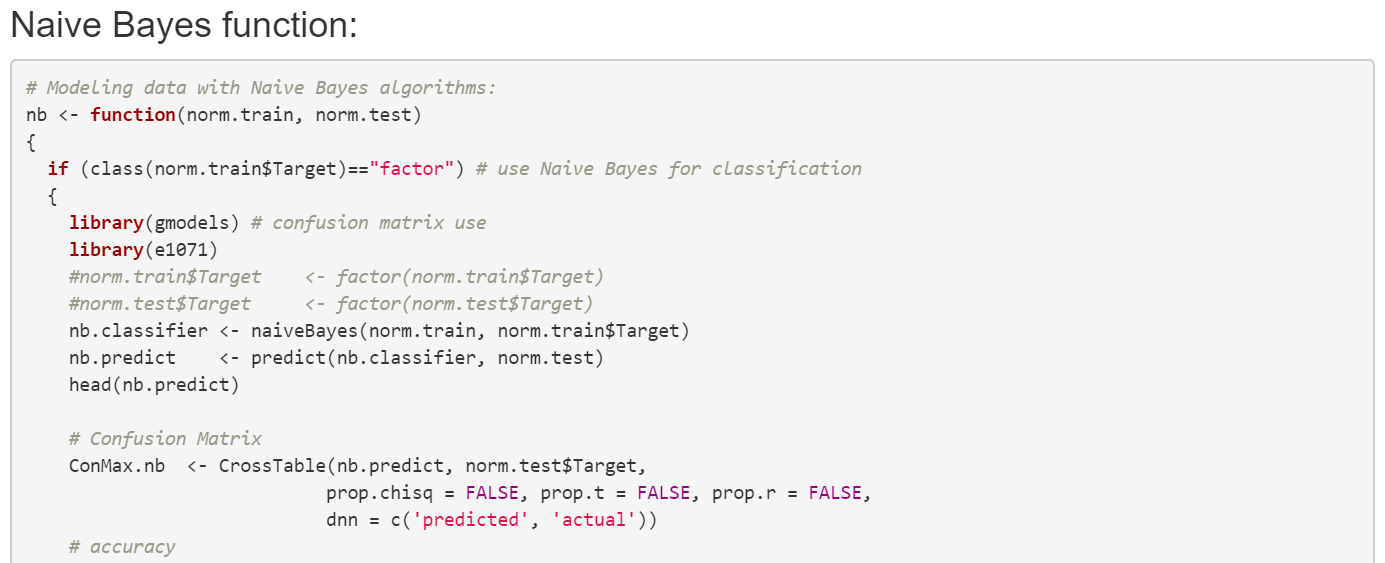 Naive Bayes function:
# Modeling data with Naive Bayes algorithms:
nb <- function(norm.train, norm.test)
{
  if (class(norm.train$Target)=="factor") # use Naive Bayes for classification
  {
    library(gmodels) # confusion matrix use
    library(e1071)
    #norm.train$Target    <- factor(norm.train$Target)
    #norm.test$Target     <- factor(norm.test$Target)
    nb.classifier <- naiveBayes(norm.train, norm.train$Target)
    nb.predict    <- predict(nb.classifier, norm.test)
    head(nb.predict)
    # Confusion Matrix
    ConMax.nb  <- CrossTable(nb.predict, norm.test$Target,
                            prop.chisq = FALSE, prop.t = FALSE, prop.r = FALSE,
                            dnn = c('predicted', 'actual'))
    # accuracy